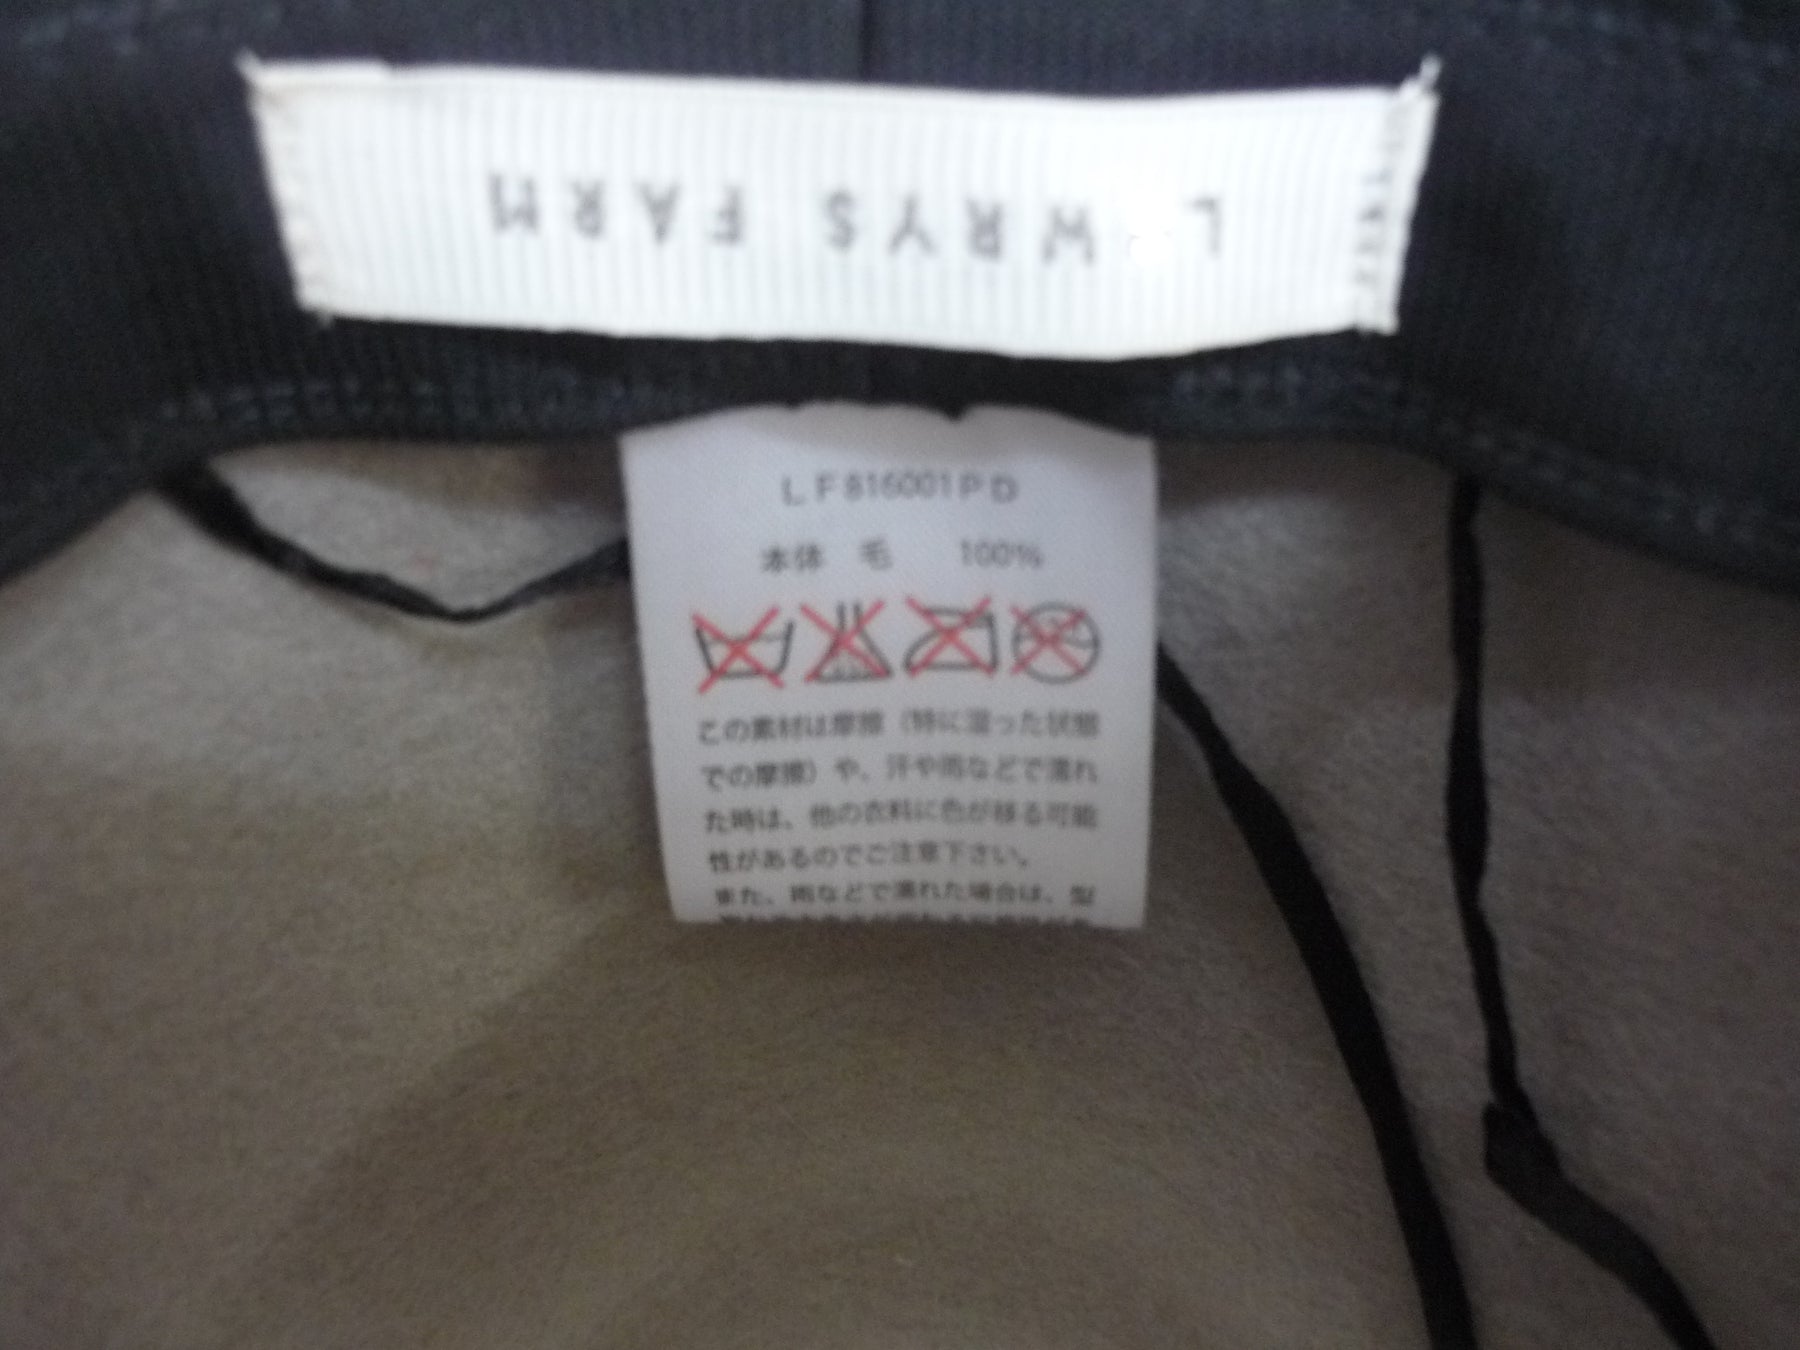 L WRYS FARM
LF816001PD
本体 毛 100%
この素材は摩擦（特に湿った状態
での摩擦）や、汗や雨などで濡れ
た時は、他の衣料に色が移る可能
性があるのでご注意下さい。
また、雨などで濡れた場合は、型